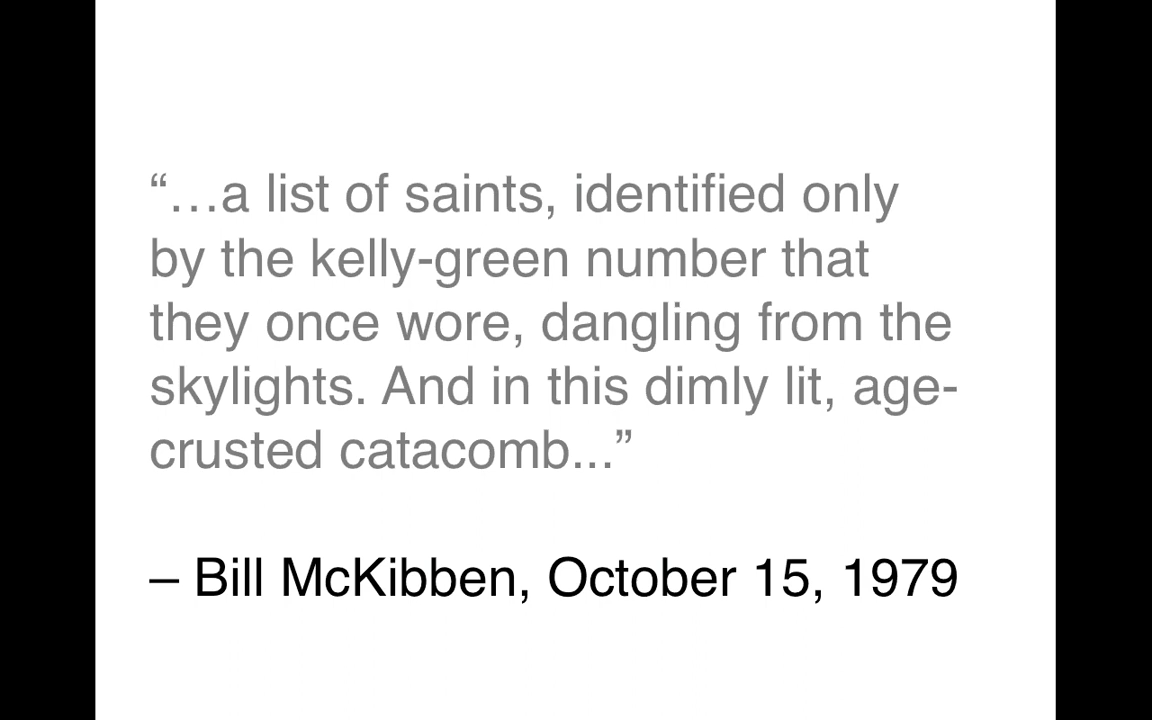 “…a list of saints, identified only
by the kelly-green number that
they once wore, dangling from the
skylights. And in this dimly lit, age-
crusted catacomb...”
– Bill McKibben, October 15, 1979